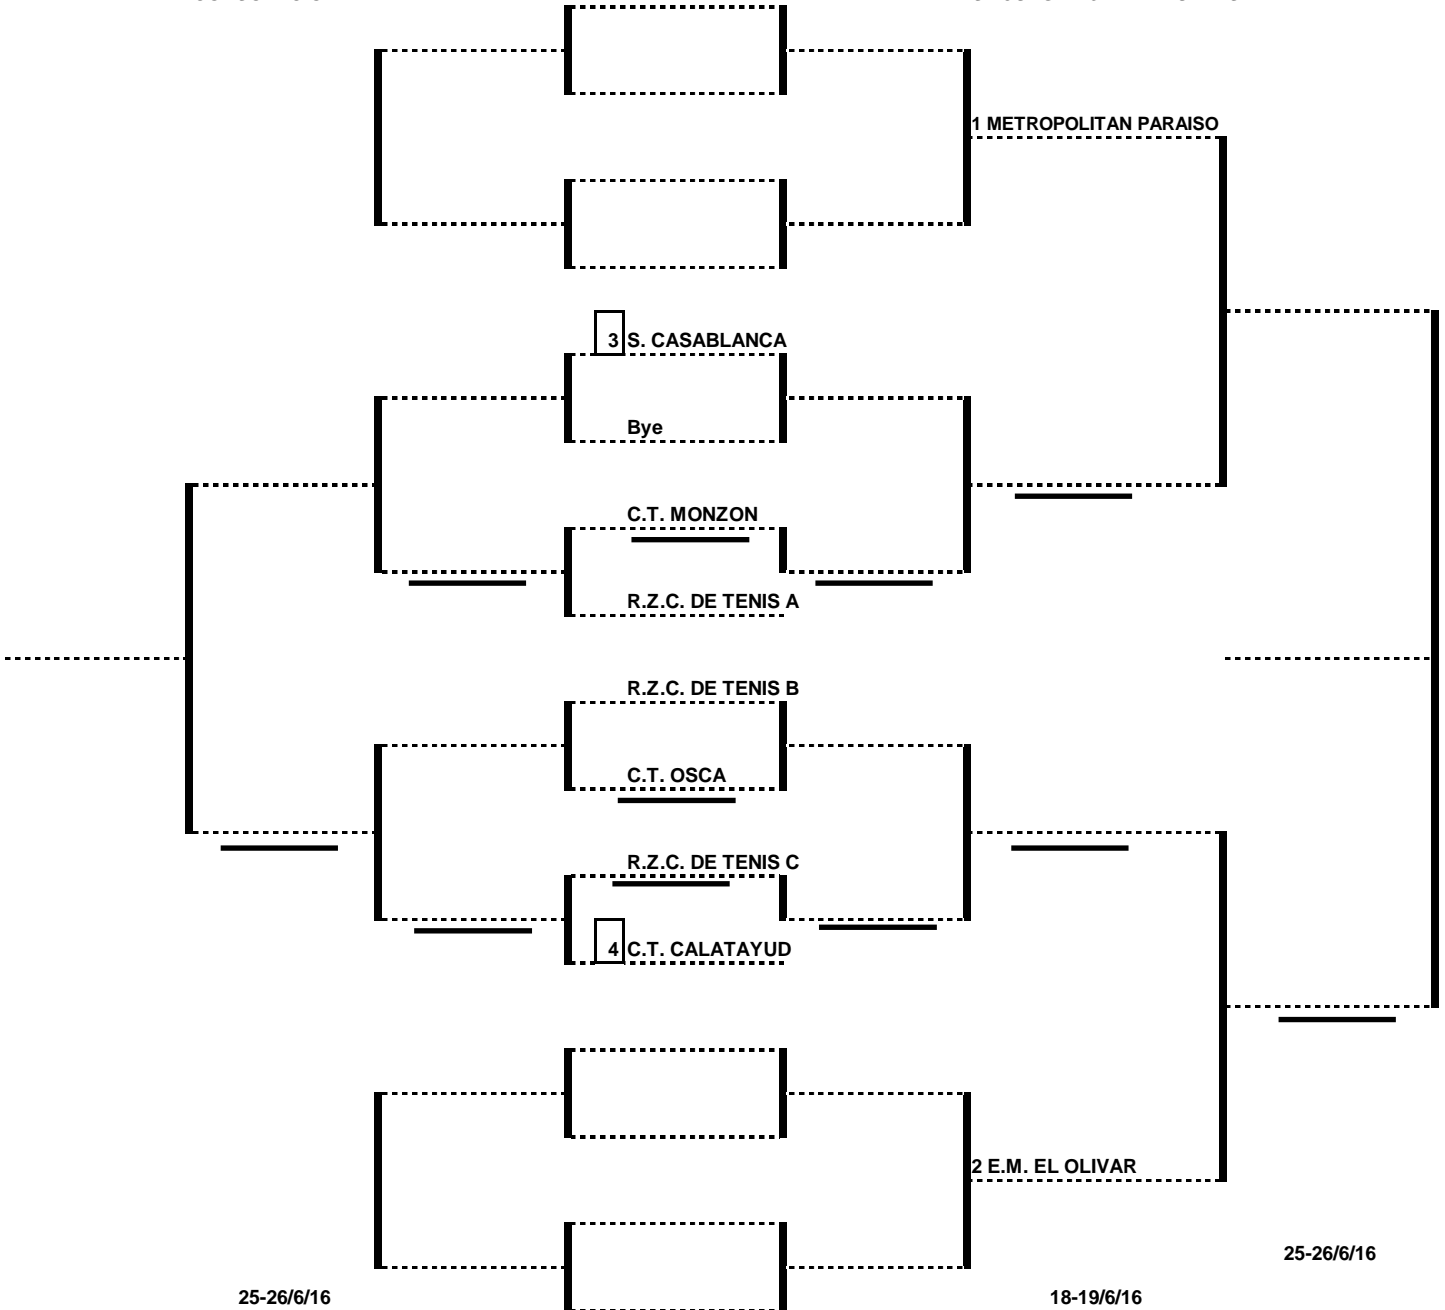 1 METROPOLITAN PARAISO
3 S. CASABLANCA
Bye
C.T. MONZON
R.Z.C. DE TENIS A
R.Z.C. DE TENIS B
C.T. OSCA
R.Z.C. DE TENIS C
4 C.T. CALATAYUD
2 E.M. EL OLIVAR
25-26/6/16
25-26/6/16
18-19/6/16